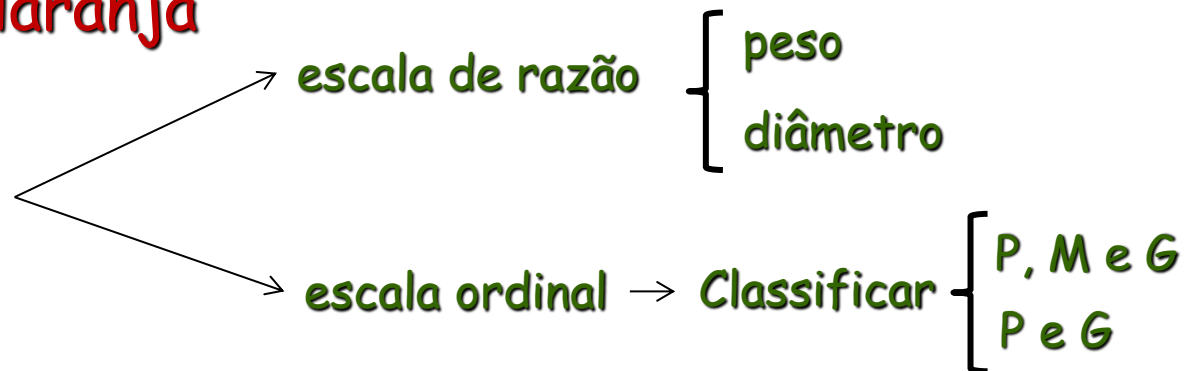 laranja
escala de razão
peso
diâmetro
escala ordinal
Classificar
P, M e G
P e G